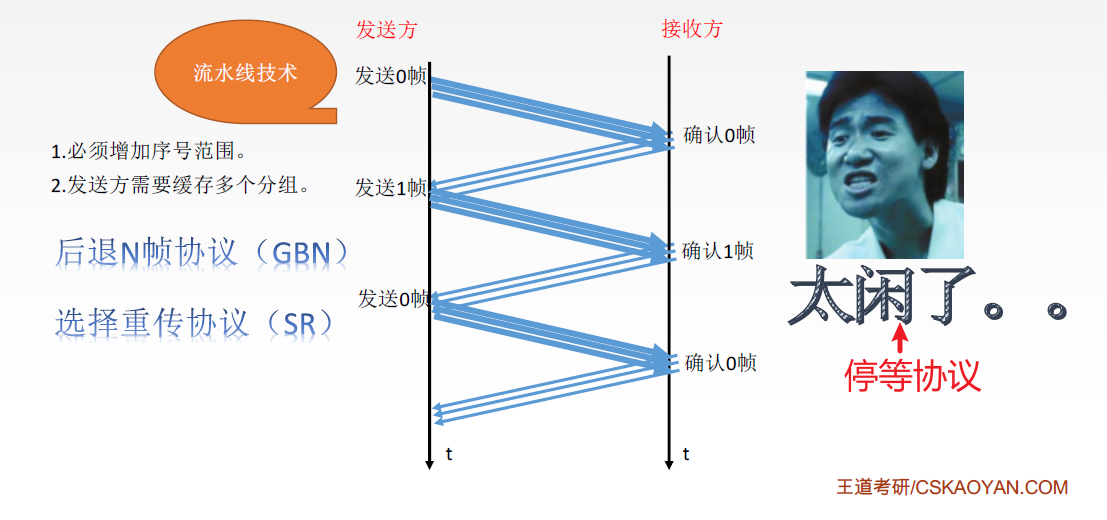 流水线技术
1.必须增加序号范围。
2.发送方需要缓存多个分组。
后退N帧协议（GBN）
选择重传协议（SR）
发送方
接收方
发送0帧
确认0帧
发送1帧
确认1帧
发送0帧
确认0帧
t
t
太闲了。。
停等协议
王道考研/CSKAOYAN.COM